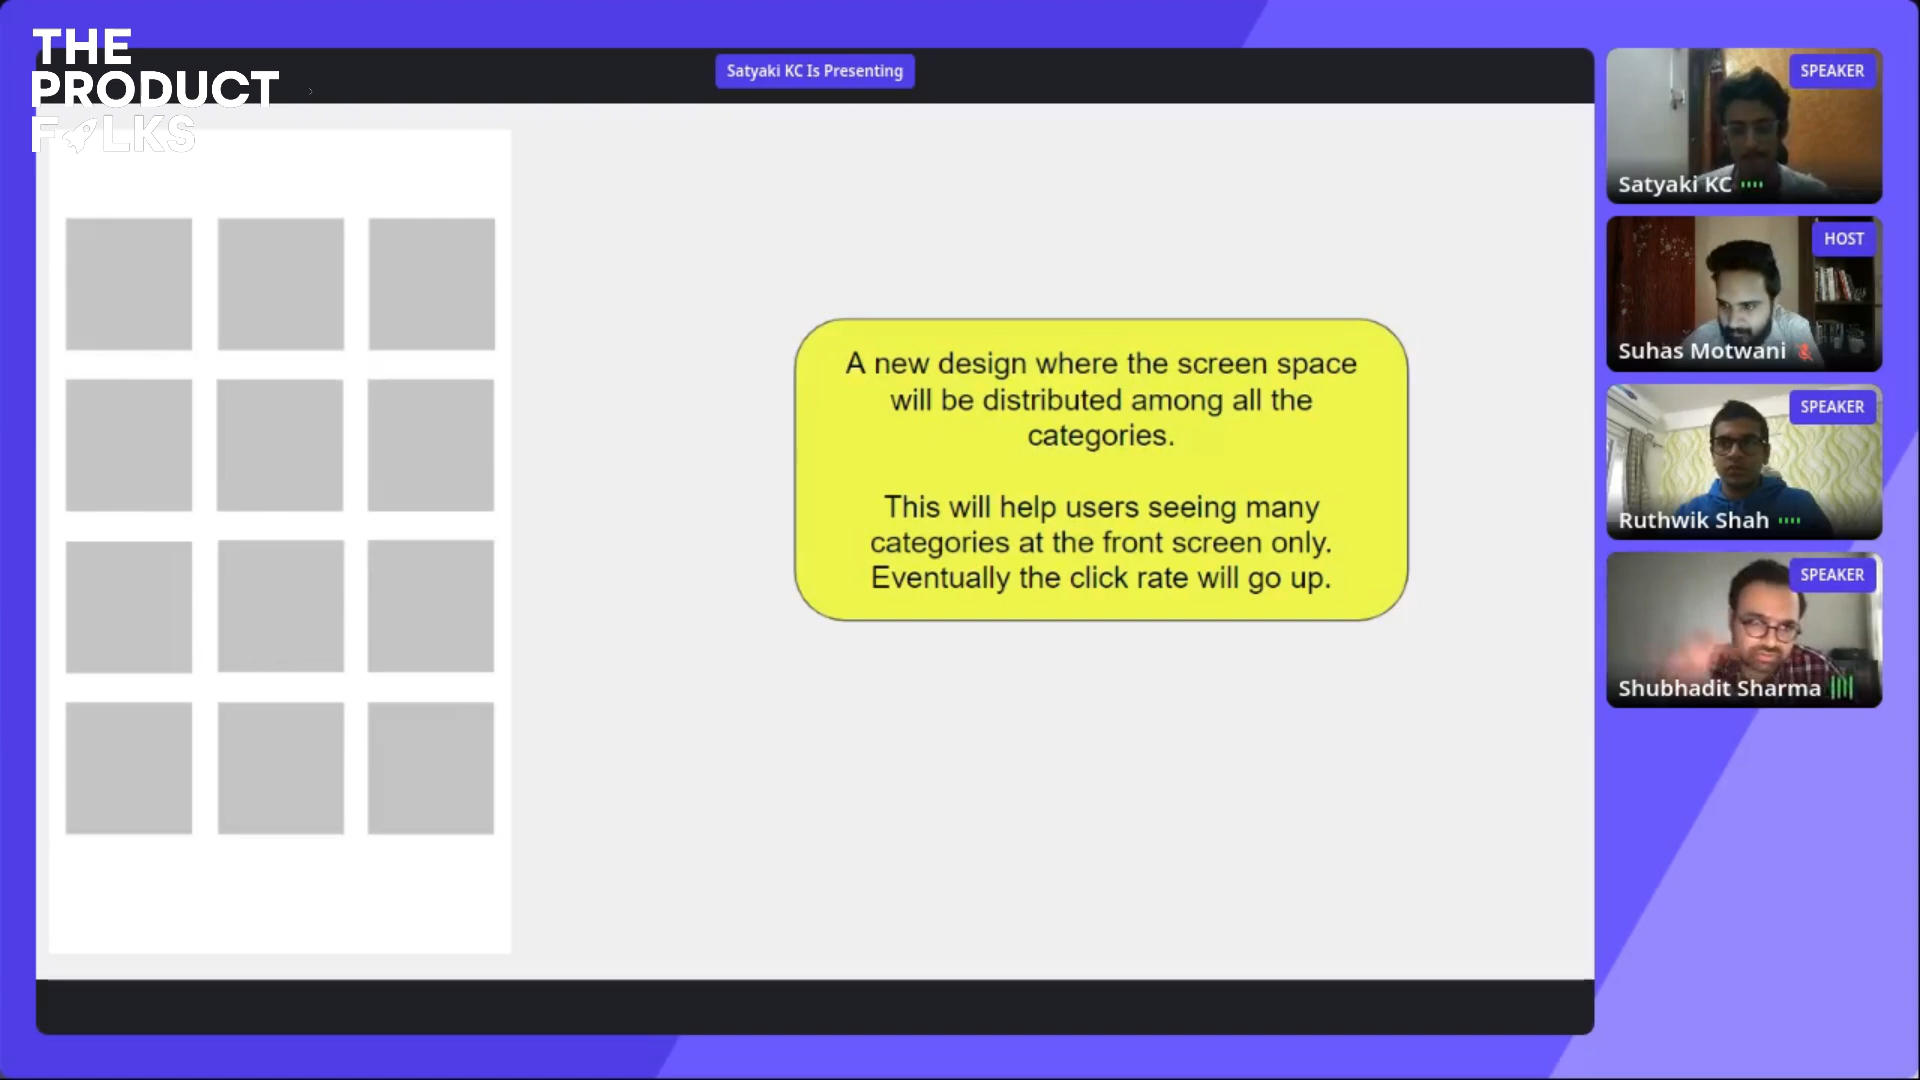 THE
PRODUCT
FOLKS
Satyaki KC Is Presenting
A new design where the screen space
will be distributed among all the
categories.
This will help users seeing many
categories at the front screen only.
Eventually the click rate will go up.
SPEAKER
Satyaki KC
HOST
Suhas Motwani
SPEAKER
Ruthwik Shah
SPEAKER
Shubhadit Sharma